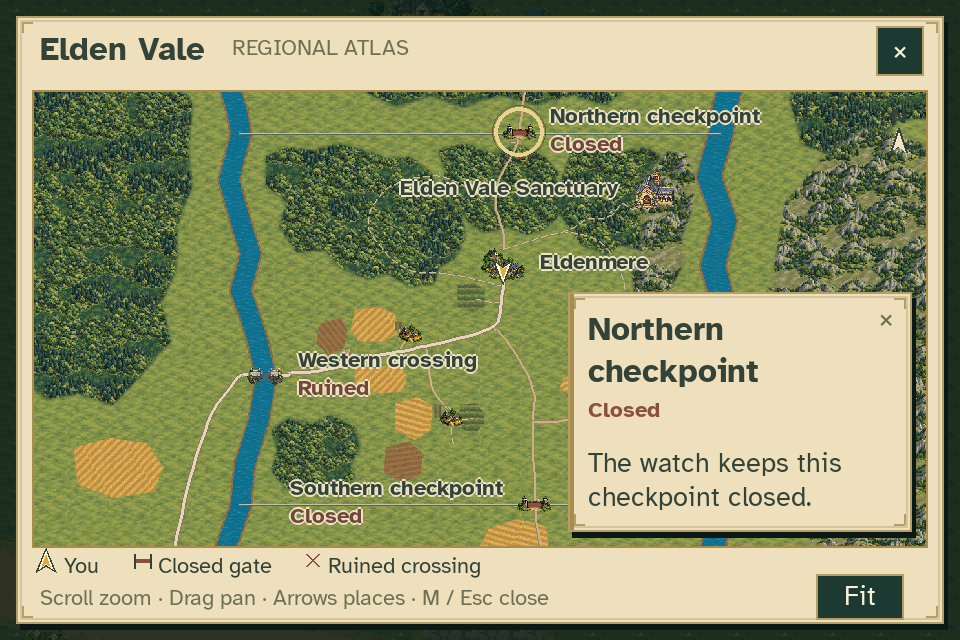 Elden Vale REGIONAL ATLAS
×
Northern checkpoint
Closed
Elden Vale Sanctuary
Eldenmere
Western crossing
Ruined
Southern checkpoint
Closed
×
Northern
checkpoint
Closed
The watch keeps this
checkpoint closed.
You Closed gate Ruined crossing
Scroll zoom · Drag pan · Arrows places · M / Esc close
Fit